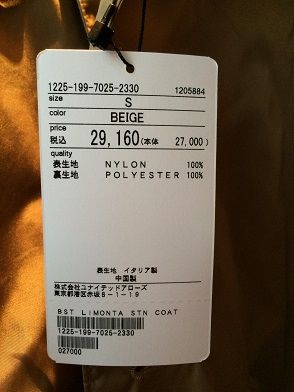 1225-199-7025-2330 1205884
size S
color BEIGE
price
税込 29,160(本体 27,000)
quality
表生地 NYLON 100%
裏生地 POLYESTER 100%
表生地 イタリア製
中国製
株式会社ユナイテッドアローズ
東京都港区赤坂8-1-19
BST LIMONTA STN COAT
1225-199-7025-2330
027000